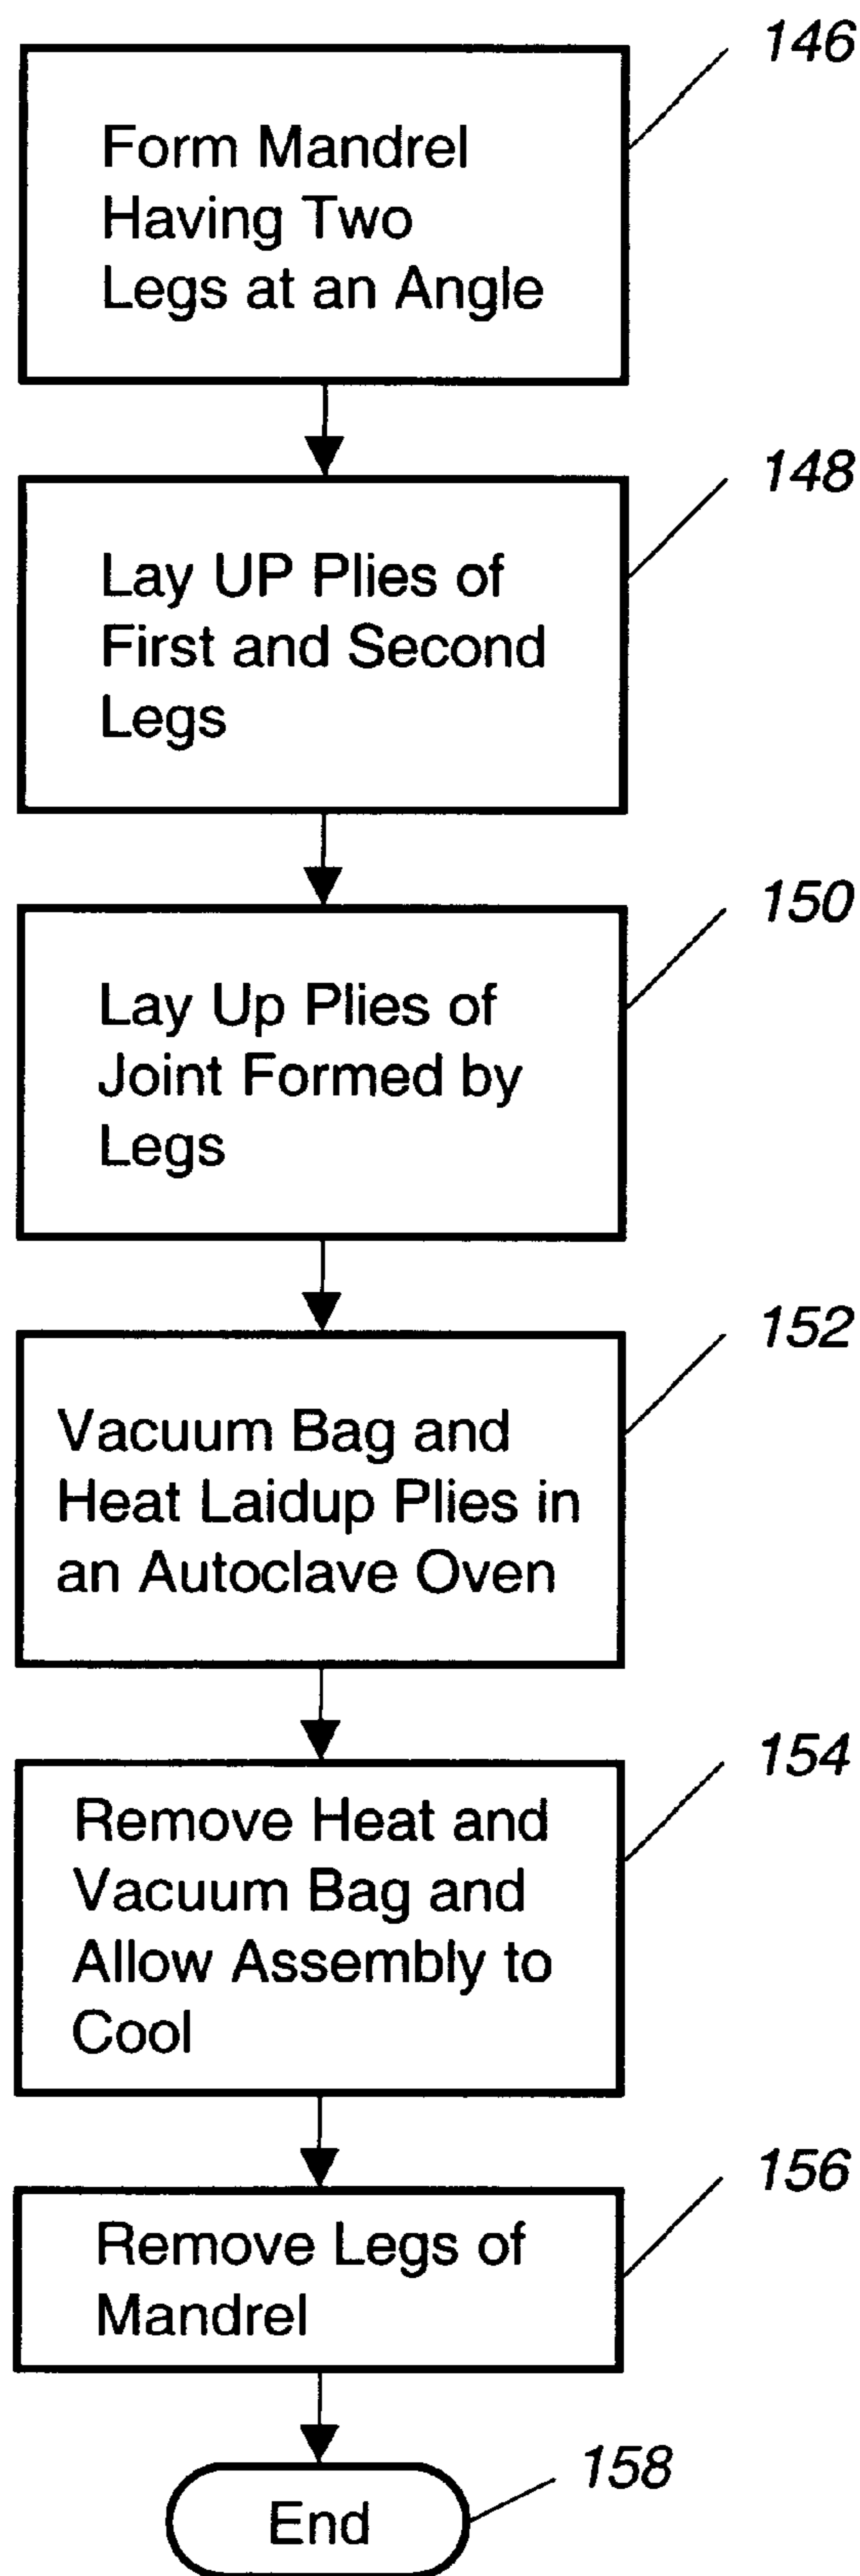 146
Form Mandrel
Having Two
Legs at an Angle
148
Lay UP Plies of
First and Second
Legs
150
Lay Up Plies of
Joint Formed by
Legs
152
Vacuum Bag and
Heat Laidup Plies in
an Autoclave Oven
154
Remove Heat and
Vacuum Bag and
Allow Assembly to
Cool
156
Remove Legs of
Mandrel
158
End